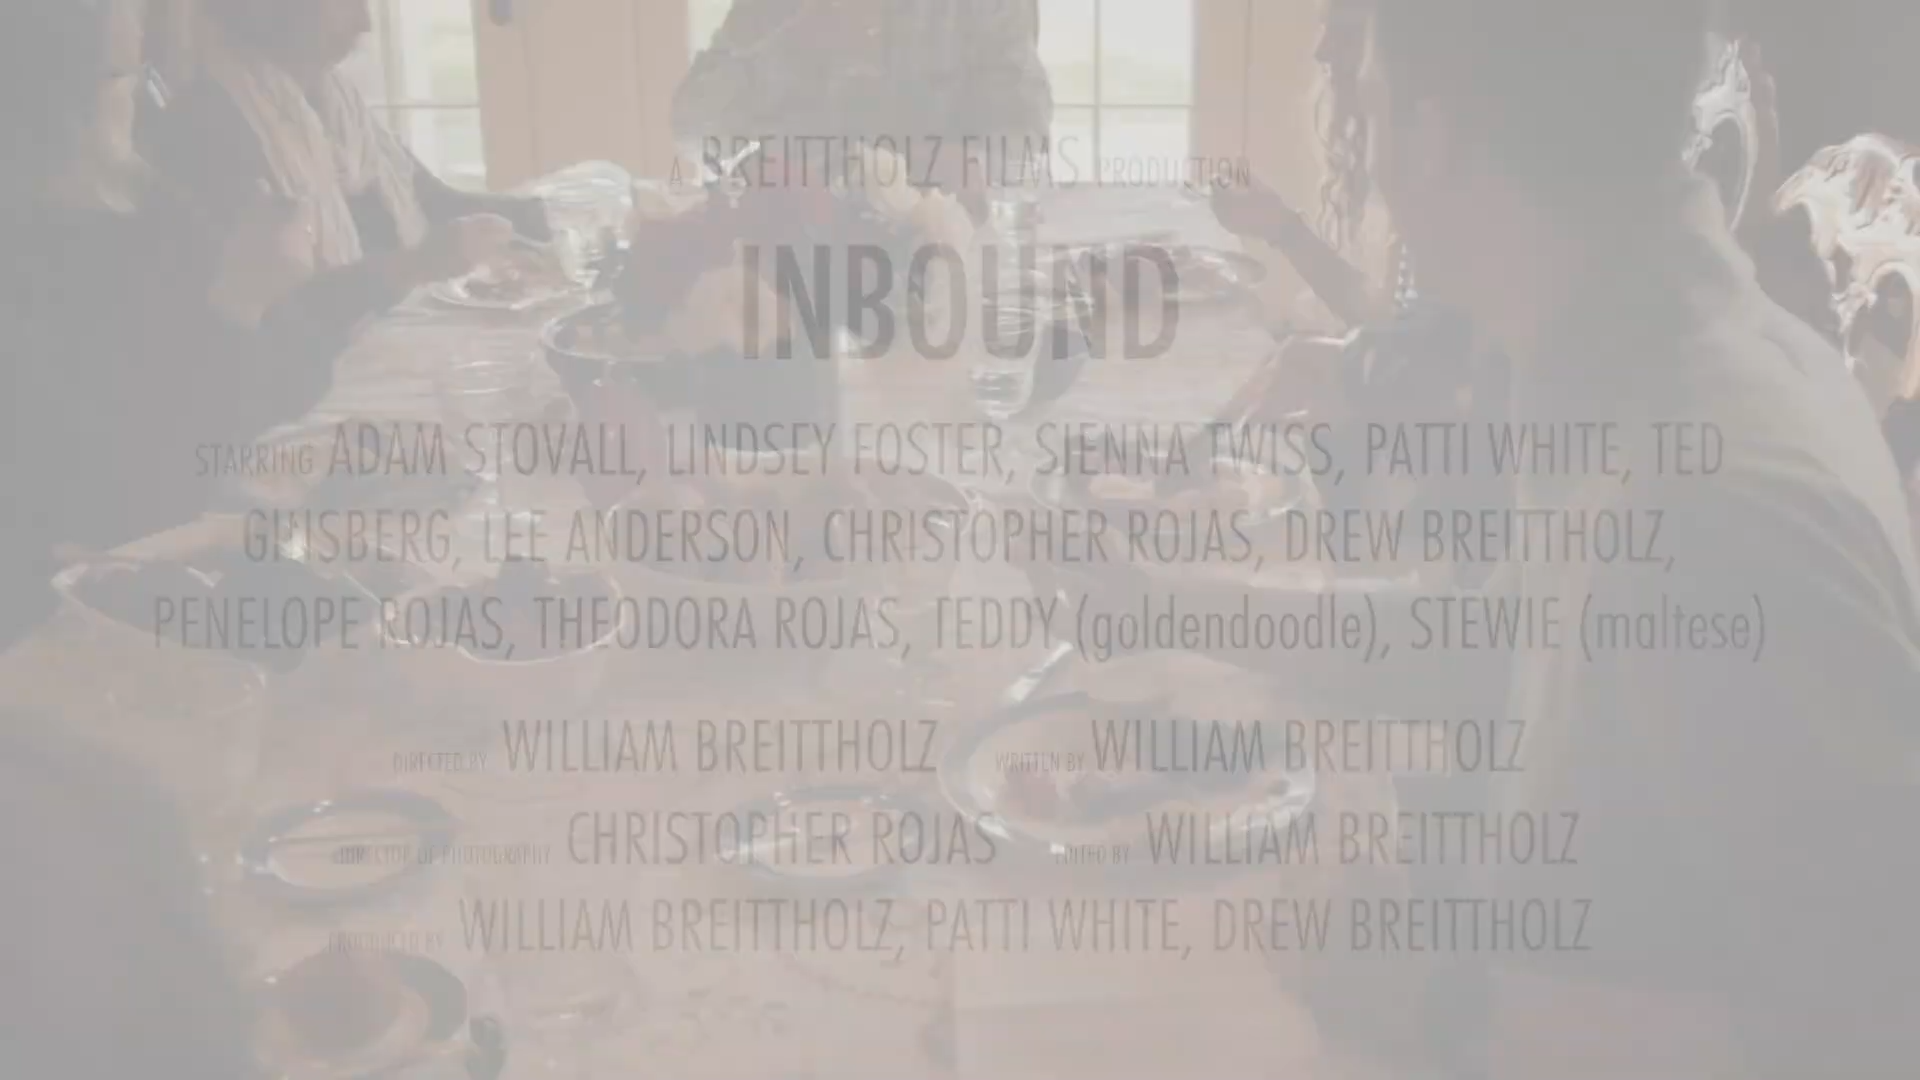 A BREITTHOLZ FILMS PRODUCTION
INBOUND
STARRING ADAM STOVALL, LINDSEY FOSTER, SIENNA TWISS, PATTI WHITE, TED
GINSBERG, LEE ANDERSON, CHRISTOPHER ROJAS, DREW BREITTHOLZ,
PENELOPE ROJAS, THEODORA ROJAS, TEDDY (goldendoodle), STEWIE (maltese)
DIRECTED BY WILLIAM BREITTHOLZ WRITTEN BY WILLIAM BREITTHOLZ
DIRECTOR OF PHOTOGRAPHY CHRISTOPHER ROJAS EDITED BY WILLIAM BREITTHOLZ
PRODUCED BY WILLIAM BREITTHOLZ, PATTI WHITE, DREW BREITTHOLZ